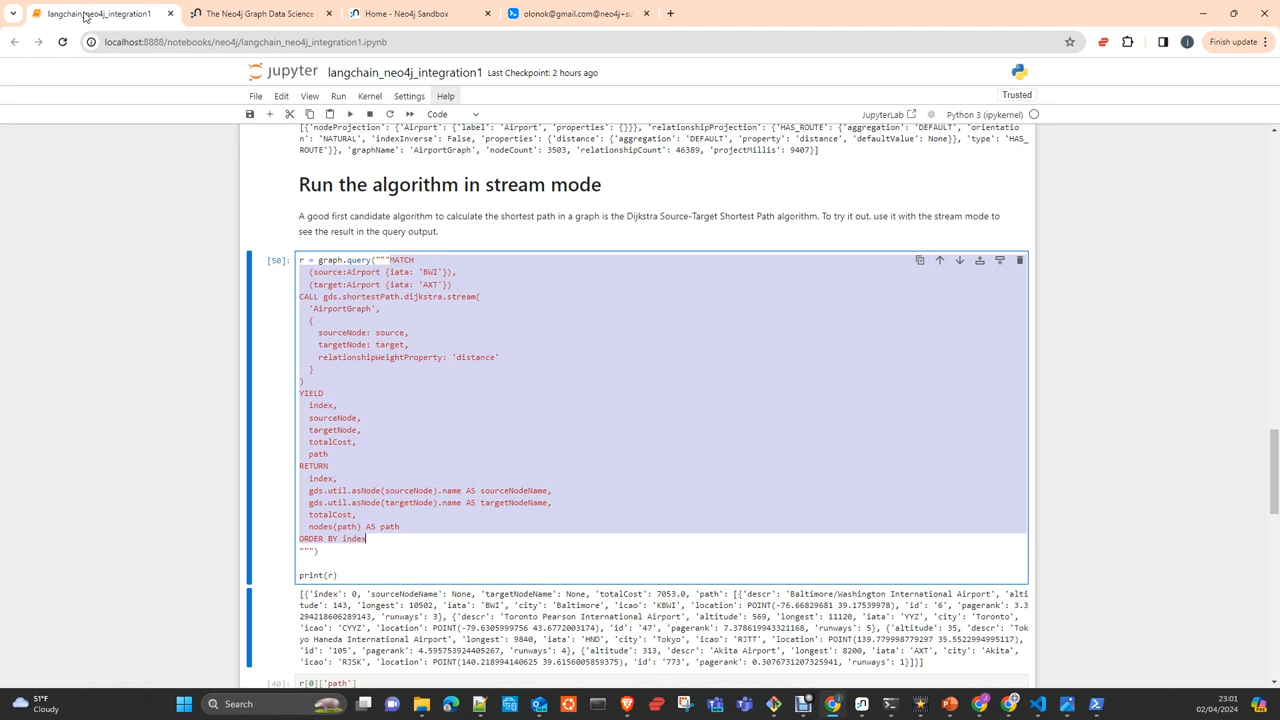 langchain_neo4j_integration1
The Neo4j Graph Data Science
Home - Neo4j Sandbox
olonok@gmail.com@neo4j+s:/
localhost:8888/notebooks/neo4j/langchain_neo4j_integration1.ipynb
Finish update
jupyter langchain_neo4j_integration1 Last Checkpoint: 2 hours ago
File Edit View Run Kernel Settings Help
Trusted
Code
JupyterLab
Python 3 (ipykernel)
[{'nodeProjection': {'Airport': {'label': 'Airport', 'properties': {}}}, 'relationshipProjection': {'HAS_ROUTE': {'aggregation': 'DEFAULT', 'orientatio
n': 'NATURAL', 'indexInverse': False, 'properties': {'distance': {'aggregation': 'DEFAULT', 'property': 'distance', 'defaultValue': None}}, 'type': 'HAS_
ROUTE'}}, 'graphName': 'AirportGraph', 'nodeCount': 3503, 'relationshipCount': 46389, 'projectMillis': 9407}]
Run the algorithm in stream mode
A good first candidate algorithm to calculate the shortest path in a graph is the Dijkstra Source-Target Shortest Path algorithm. To try it out, use it with the stream mode to
see the result in the query output.
[50]:
r = graph.query("""MATCH
(source:Airport {iata: 'BWI'}),
(target:Airport {iata: 'AXT'})
CALL gds.shortestPath.dijkstra.stream(
'AirportGraph',
{
sourceNode: source,
targetNode: target,
relationshipWeightProperty: 'distance'
}
)
YIELD
index,
sourceNode,
targetNode,
totalCost,
path
RETURN
index,
gds.util.asNode(sourceNode).name AS sourceNodeName,
gds.util.asNode(targetNode).name AS targetNodeName,
totalCost,
nodes(path) AS path
ORDER BY index
""")
print(r)
[{'index': 0, 'sourceNodeName': None, 'targetNodeName': None, 'totalCost': 7053.0, 'path': [{'descr': 'Baltimore/Washington International Airport', 'alti
tude': 143, 'longest': 10502, 'iata': 'BWI', 'city': 'Baltimore', 'icao': 'KBWI', 'location': POINT(-76.66829681 39.17539978), 'id': '6', 'pagerank': 3.3
294218606289143, 'runways': 3}, {'descr': 'Toronto Pearson International Airport', 'altitude': 569, 'longest': 11120, 'iata': 'YYZ', 'city': 'Toronto',
'icao': 'CYYZ', 'location': POINT(-79.6305999756 43.6772003174), 'id': '47', 'pagerank': 7.378619943321168, 'runways': 5}, {'altitude': 35, 'descr': 'Tok
yo Haneda International Airport', 'longest': 9840, 'iata': 'HND', 'city': 'Tokyo', 'icao': 'RJTT', 'location': POINT(139.779998779297 35.5522994995117),
'id': '105', 'pagerank': 4.595753924405267, 'runways': 4}, {'altitude': 313, 'descr': 'Akita Airport', 'longest': 8200, 'iata': 'AXT', 'city': 'Akita',
'icao': 'RJSK', 'location': POINT(140.218994140625 39.6156005859375), 'id': '773', 'pagerank': 0.3076731207325941, 'runways': 1}]}]
[40]:
r[0]['path']
51°F
Cloudy
Search
23:01
02/04/2024